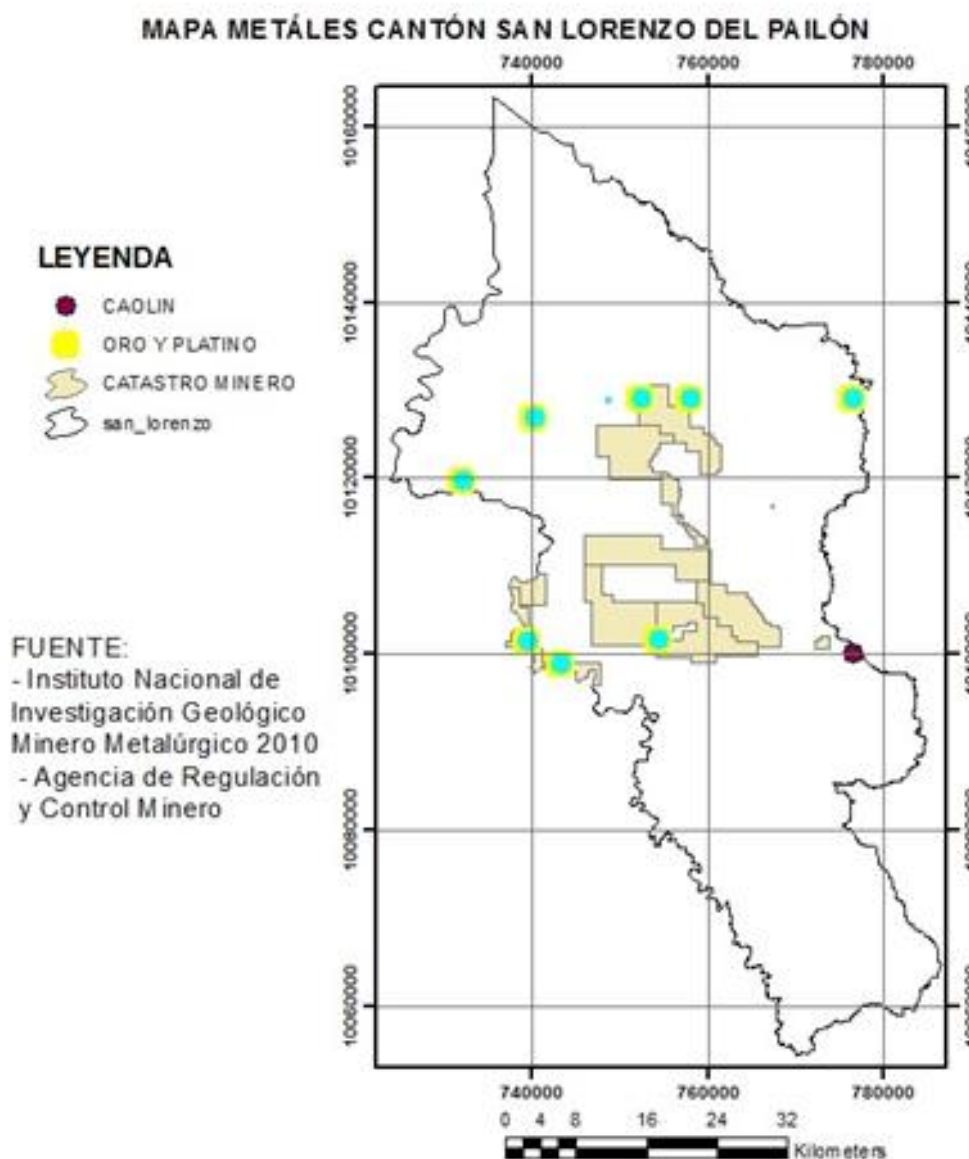 MAPA METÁLES CANTÓN SAN LORENZO DEL PAILÓN
740000 760000 780000
10160000
10140000
10120000
10100000
10080000
10060000
LEYENDA
CAOLIN
ORO Y PLATINO
CATASTRO MINERO
san_lorenzo
FUENTE:
- Instituto Nacional de
Investigación Geológico
Minero Metalúrgico 2010
- Agencia de Regulación
y Control Minero
740000 760000 780000
0 4 8 16 24 32
Kilometers